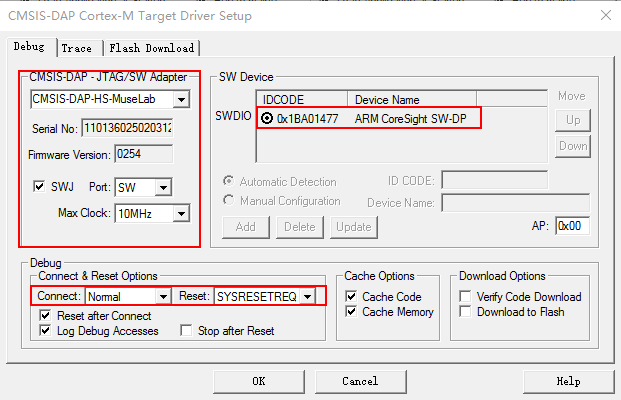 CMSIS-DAP Cortex-M Target Driver Setup
Debug Trace Flash Download
CMSIS-DAP - JTAG/SW Adapter
CMSIS-DAP-HS-MuseLab
Serial No: 110136025020312
Firmware Version: 0254
SWJ Port: SW
Max Clock: 10MHz
SW Device
IDCODE Device Name
SWDIO 0x1BA01477 ARM CoreSight SW-DP
Move
Up
Down
Automatic Detection ID CODE:
Manual Configuration Device Name:
Add Delete Update AP: 0x00
Debug
Connect & Reset Options
Connect: Normal Reset: SYSRESETREQ
Reset after Connect
Log Debug Accesses Stop after Reset
Cache Options
Cache Code
Cache Memory
Download Options
Verify Code Download
Download to Flash
OK Cancel Help